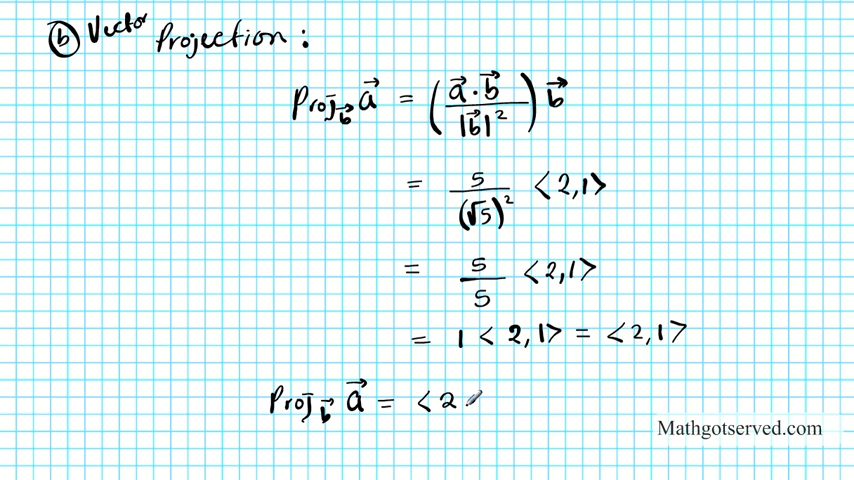 (b) Vector Projection :
Proj_b⃗ a⃗ = (a⃗ · b⃗ / |b⃗|²) b⃗
= 5/(√5)² <2,1>
= 5/5 <2,1>
= 1 <2,1> = <2,1>
Proj_b⃗ a⃗ = <2
Mathgotserved.com